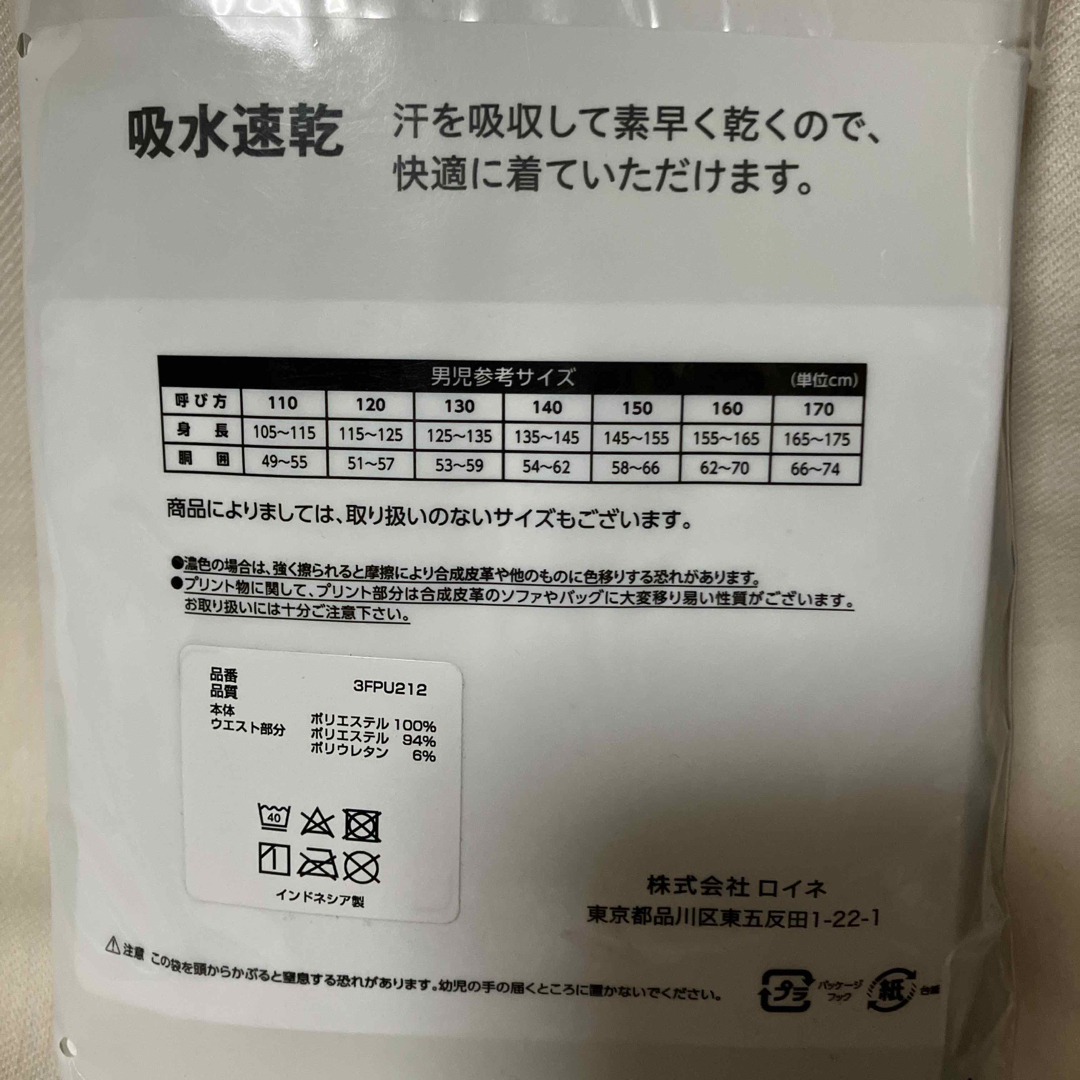 吸水速乾
汗を吸収して素早く乾くので、
快適に着ていただけます。
男児参考サイズ (単位cm)
呼び方 110 120 130 140 150 160 170
身長 105〜115 115〜125 125〜135 135〜145 145〜155 155〜165 165〜175
胴囲 49〜55 51〜57 53〜59 54〜62 58〜66 62〜70 66〜74
商品によりましては、取り扱いのないサイズもございます。
●濃色の場合は、強く擦られると摩擦により合成皮革や他のものに色移りする恐れがあります。
●プリント物に関して、プリント部分は合成皮革のソファやバッグに大変移り易い性質がございます。
お取り扱いには十分ご注意下さい。
品番 3FPU212
品質
本体 ポリエステル 100%
ウエスト部分 ポリエステル 94%
ポリウレタン 6%
40
インドネシア製
株式会社 ロイネ
東京都品川区東五反田1-22-1
⚠注意 この袋を頭からかぶると窒息する恐れがあります。幼児の手の届くところに置かないでください。
プラ パッケージ
フック
紙 台紙